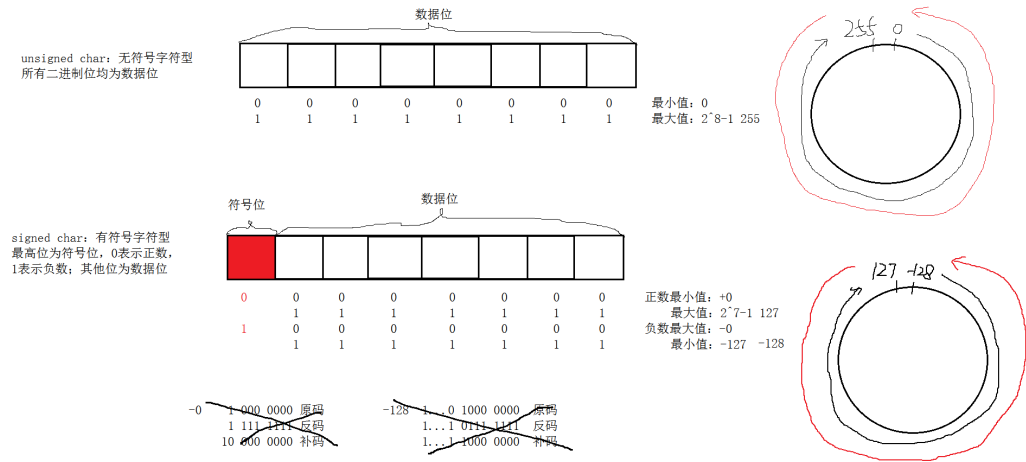 数据位
unsigned char: 无符号字符型
所有二进制位均为数据位
0 0 0 0 0 0 0 0 最小值: 0
1 1 1 1 1 1 1 1 最大值: 2^8-1 255
255 0
符号位 数据位
signed char: 有符号字符型
最高位为符号位, 0表示正数,
1表示负数; 其他位为数据位
0 0 0 0 0 0 0 0 正数最小值: +0
1 1 1 1 1 1 1 最大值: 2^7-1 127
1 0 0 0 0 0 0 0 负数最大值: -0
1 1 1 1 1 1 1 最小值: -127 -128
127 -128
-0 1 000 0000 原码
1 111 1111 反码
10 000 0000 补码
-128 1...0 1000 0000 原码
1...1 0111 1111 反码
1...1 1000 0000 补码